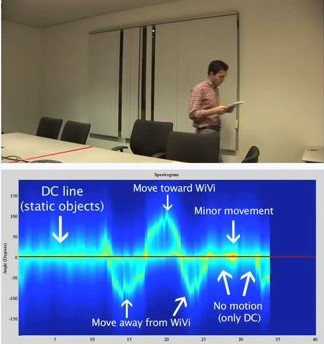 Spectrogram
DC line
(static objects)
Move toward WiVi
Minor movement
Move away from WiVi
No motion
(only DC)
Angle (Degrees)
150
100
50
0
-50
-100
-150
5
10
15
20
25
30
35
40